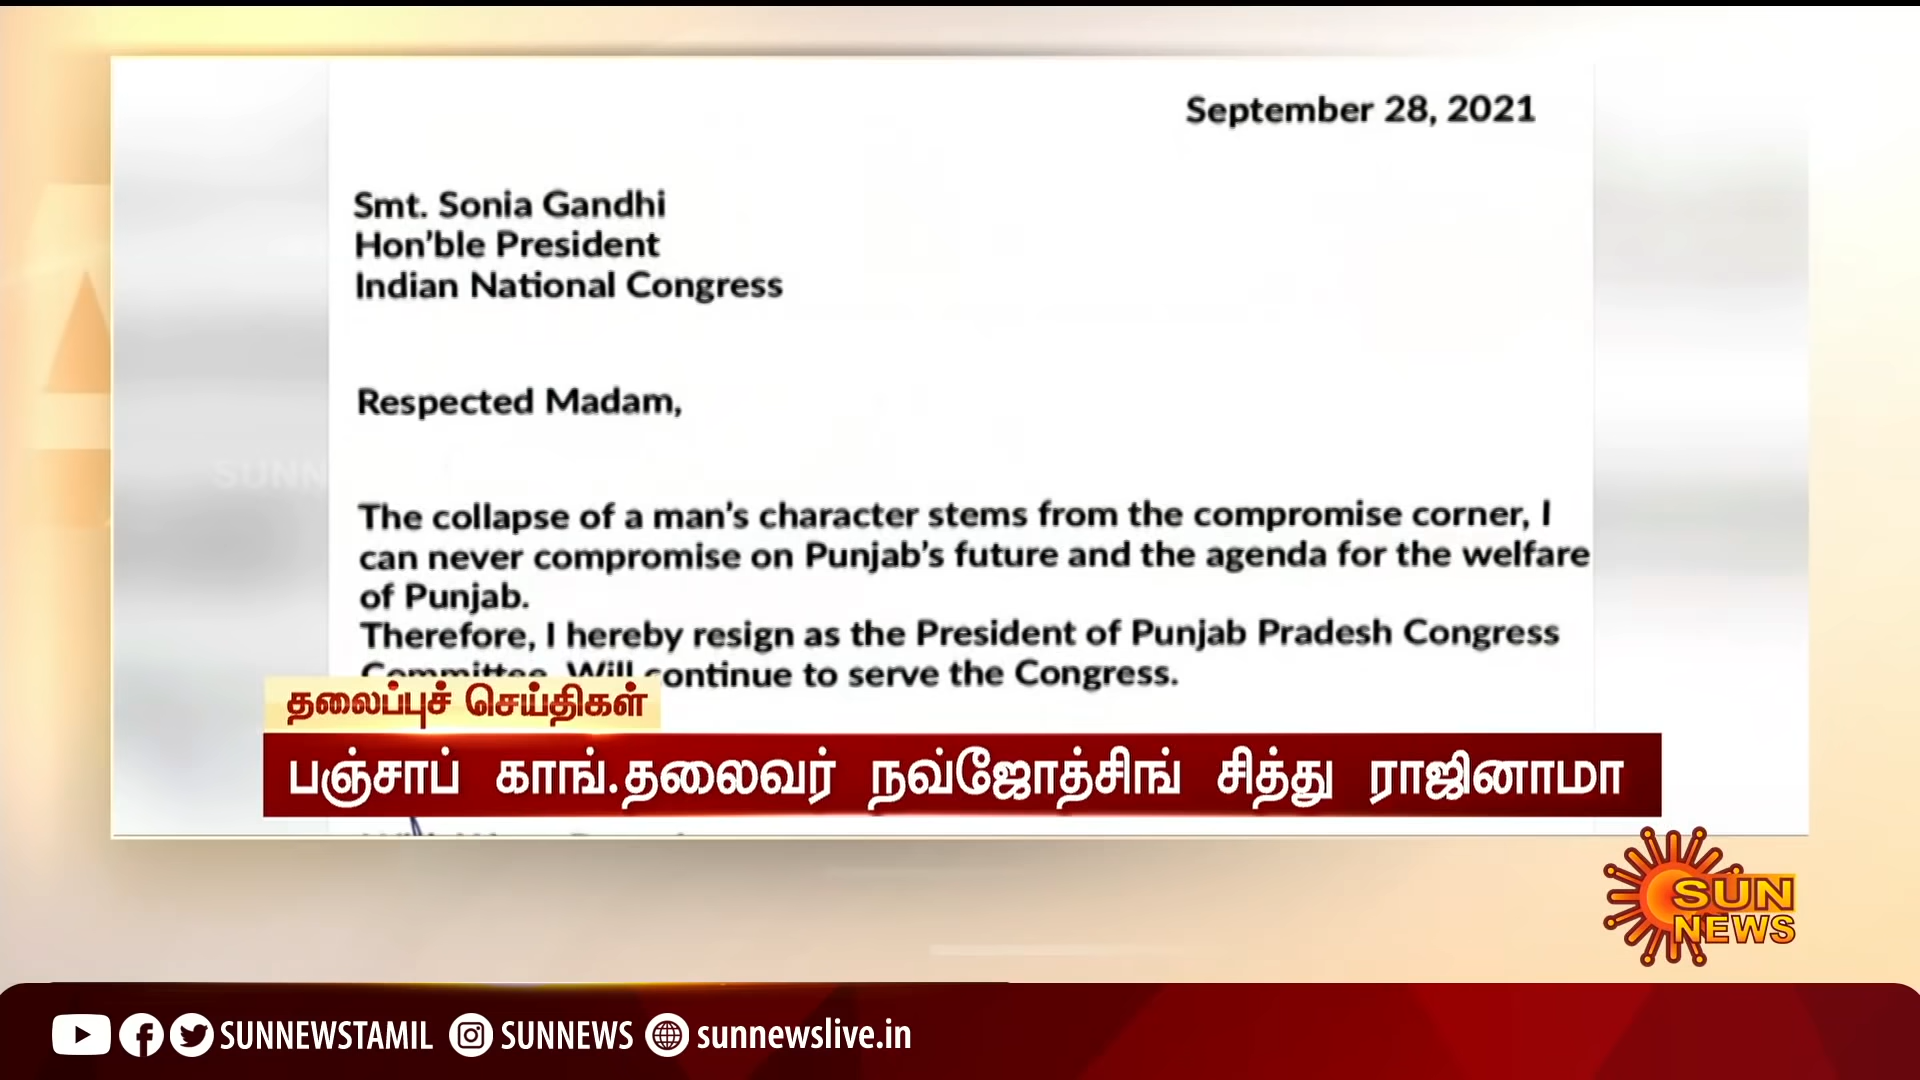 September 28, 2021
Smt. Sonia Gandhi
Hon'ble President
Indian National Congress
Respected Madam,
The collapse of a man's character stems from the compromise corner, I
can never compromise on Punjab's future and the agenda for the welfare
of Punjab.
Therefore, I hereby resign as the President of Punjab Pradesh Congress
Committee. Will continue to serve the Congress.
தலைப்புச் செய்திகள்
பஞ்சாப் காங்.தலைவர் நவ்ஜோத்சிங் சித்து ராஜினாமா
SUN
NEWS
SUNNEWSTAMIL SUNNEWS sunnewslive.in